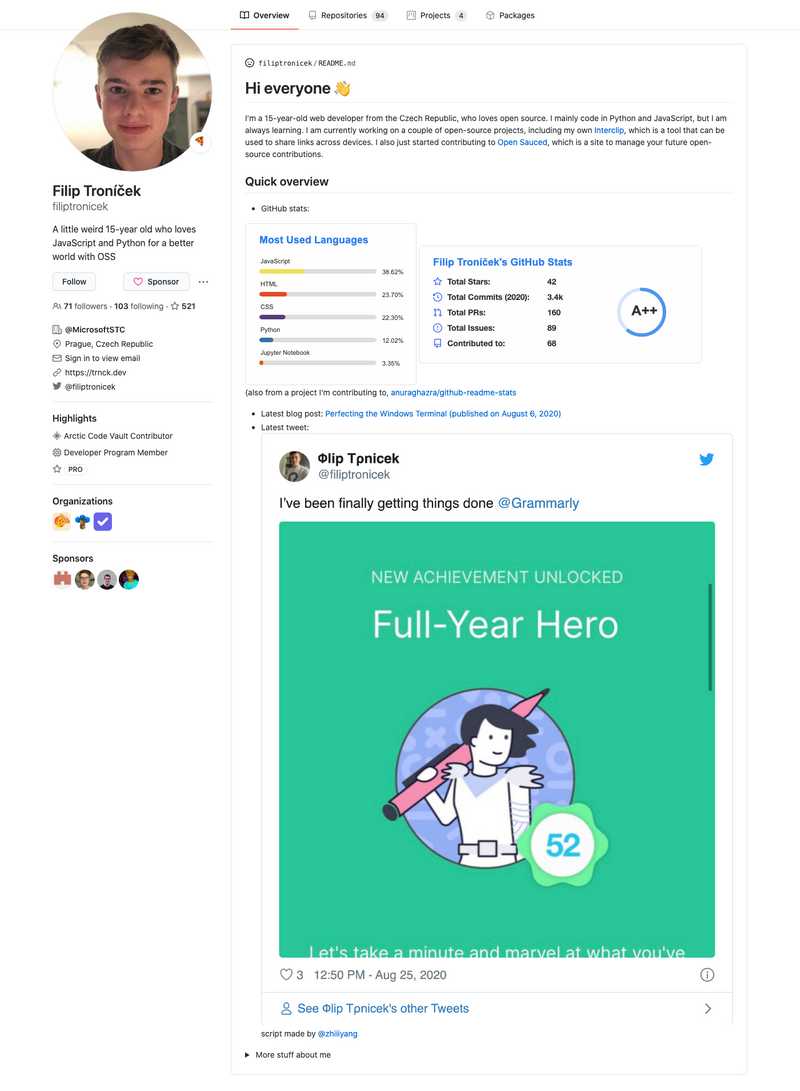 Overview
Repositories 94
Projects 4
Packages
Filip Troníček
filiptronicek
A little weird 15-year old who loves
JavaScript and Python for a better
world with OSS
Follow
Sponsor
71 followers · 103 following · 521
@MicrosoftSTC
Prague, Czech Republic
Sign in to view email
https://trnck.dev
@filiptronicek
Highlights
Arctic Code Vault Contributor
Developer Program Member
PRO
Organizations
Sponsors
filiptronicek/README.md
Hi everyone 👋
I'm a 15-year-old web developer from the Czech Republic, who loves open source. I mainly code in Python and JavaScript, but I am
always learning. I am currently working on a couple of open-source projects, including my own Interclip, which is a tool that can be
used to share links across devices. I also just started contributing to Open Sauced, which is a site to manage your future open-
source contributions.
Quick overview
• GitHub stats:
Most Used Languages
JavaScript
38.62%
HTML
23.70%
CSS
22.30%
Python
12.02%
Jupyter Notebook
3.35%
Filip Troníček's GitHub Stats
Total Stars: 42
Total Commits (2020): 3.4k
Total PRs: 160
Total Issues: 89
Contributed to: 68
A++
(also from a project I'm contributing to, anuraghazra/github-readme-stats
• Latest blog post: Perfecting the Windows Terminal (published on August 6, 2020)
• Latest tweet:
Φlip Tρnicek
@filiptronicek
I've been finally getting things done @Grammarly
NEW ACHIEVEMENT UNLOCKED
Full-Year Hero
52
Let's take a minute and marvel at what you've
3 12:50 PM - Aug 25, 2020
See Φlip Tρnicek's other Tweets
script made by @zhiiiyang
More stuff about me